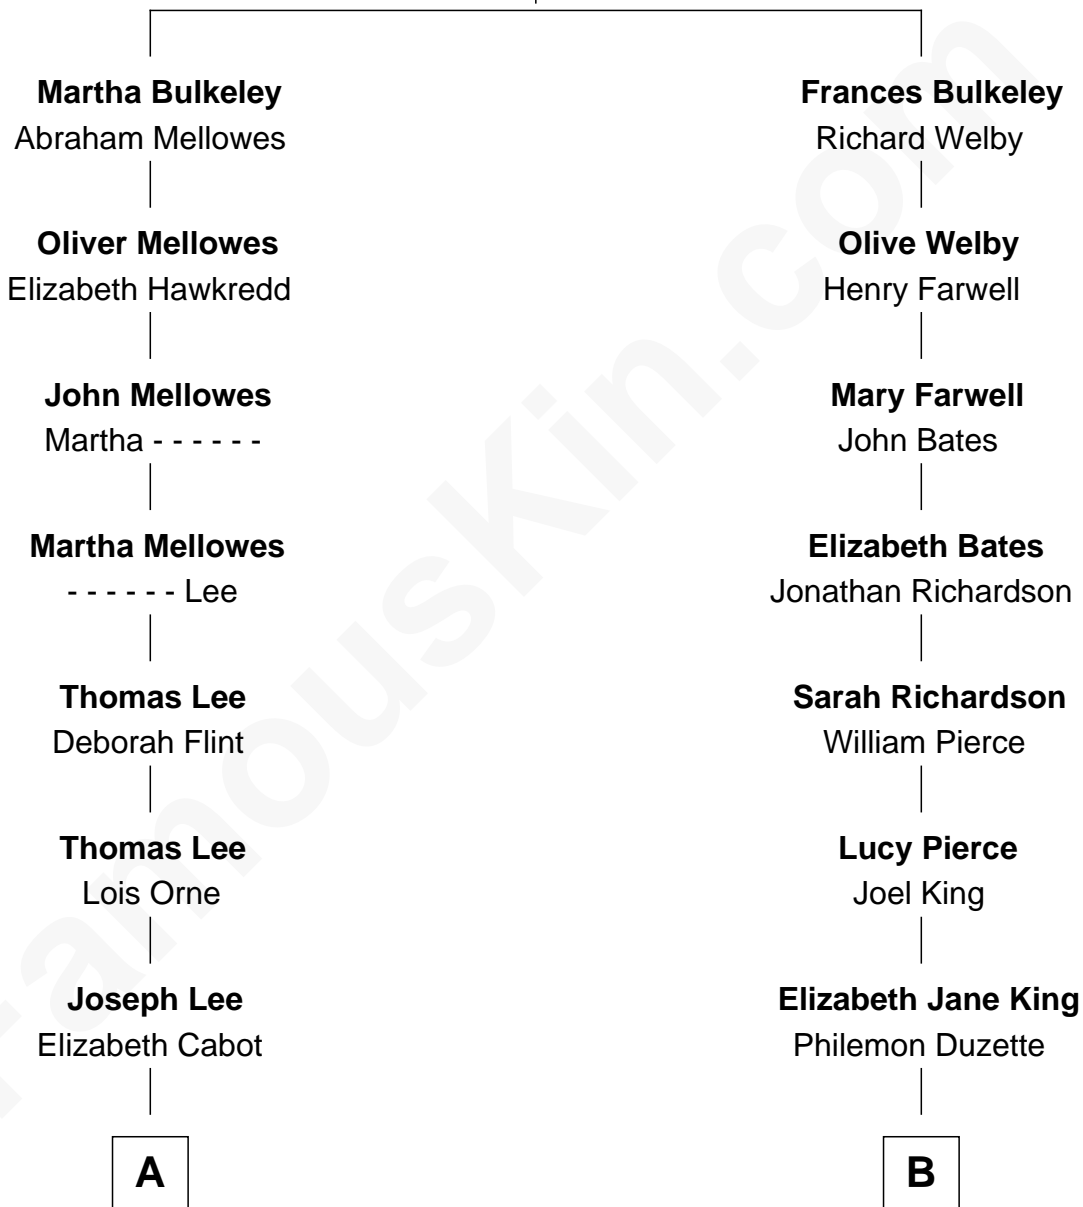 Martha Bulkeley
Abraham Mellowes
Frances Bulkeley
Richard Welby
Oliver Mellowes
Elizabeth Hawkredd
Olive Welby
Henry Farwell
John Mellowes
Martha - - - - - -
Mary Farwell
John Bates
Martha Mellowes
- - - - - - Lee
Elizabeth Bates
Jonathan Richardson
Thomas Lee
Deborah Flint
Sarah Richardson
William Pierce
Thomas Lee
Lois Orne
Lucy Pierce
Joel King
Joseph Lee
Elizabeth Cabot
Elizabeth Jane King
Philemon Duzette
A
B
FamousKin.com